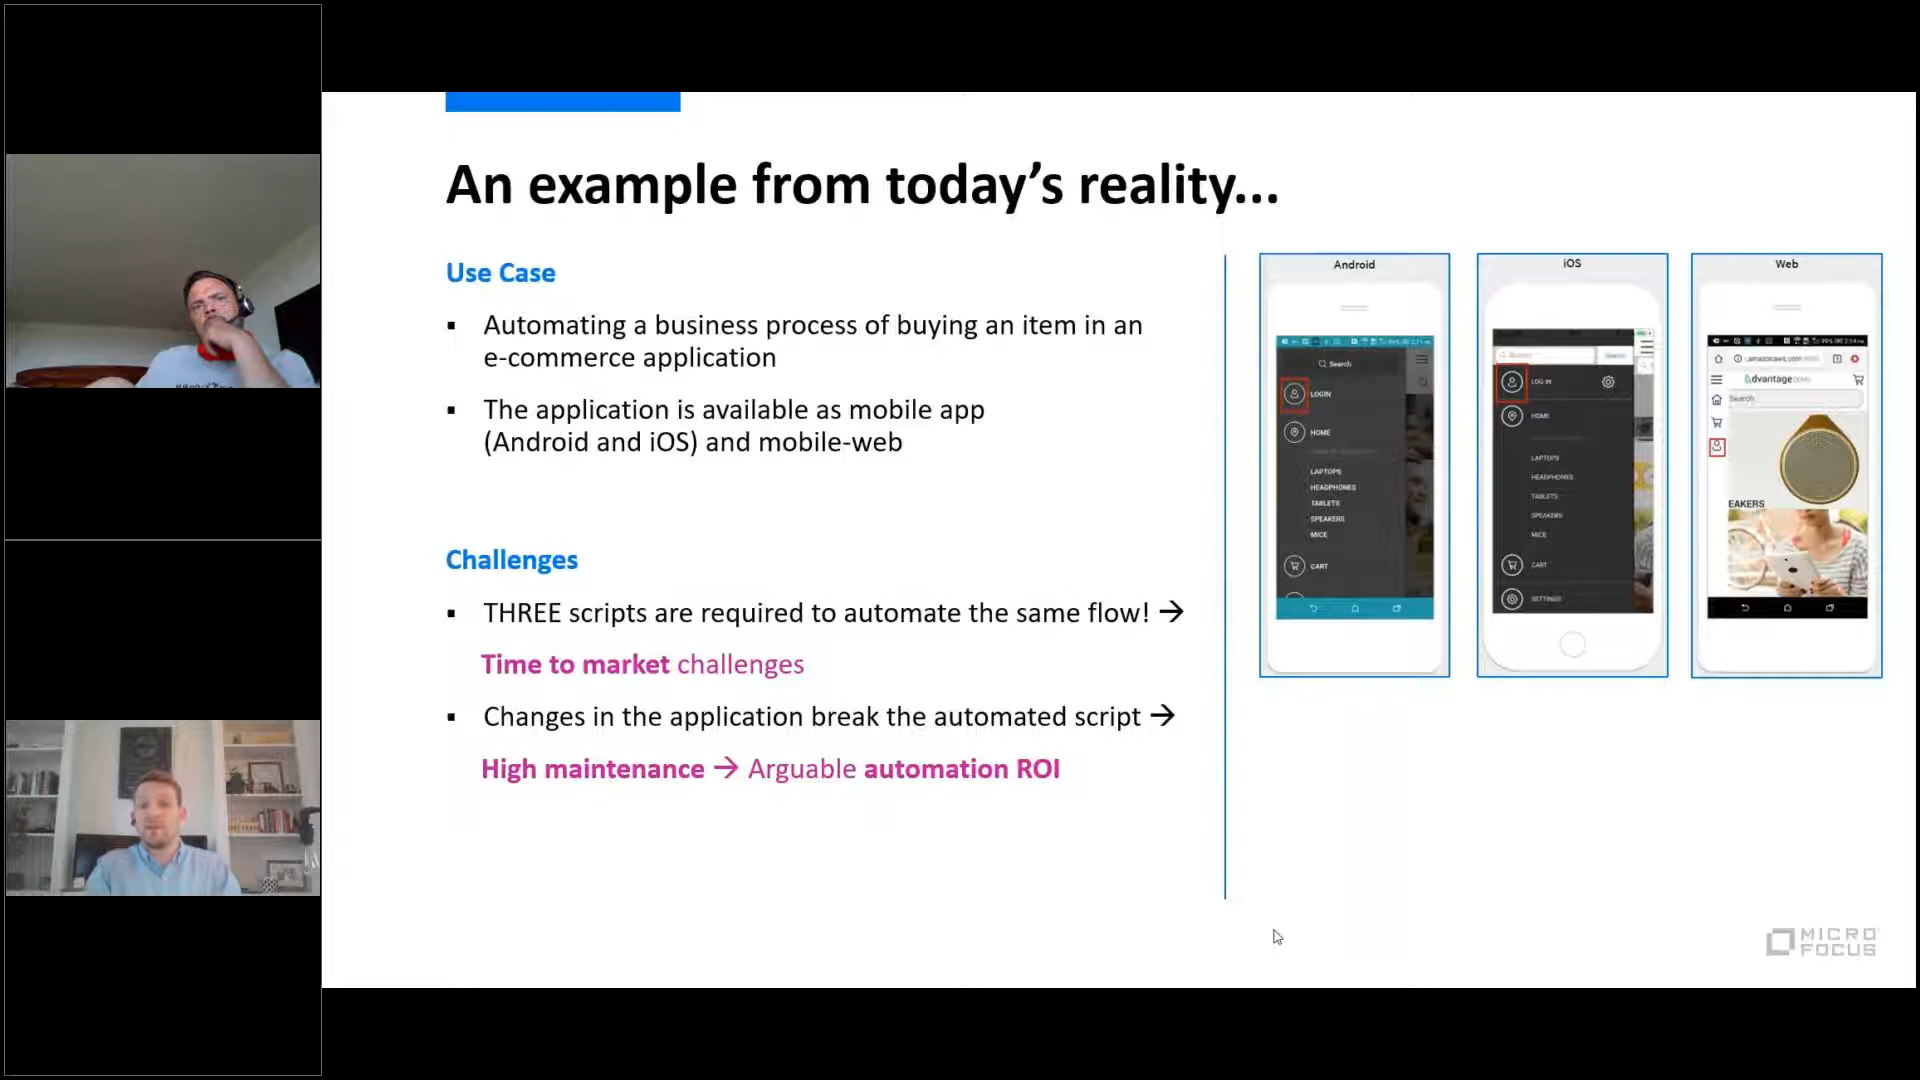 An example from today's reality...
Use Case
▪ Automating a business process of buying an item in an
e-commerce application
▪ The application is available as mobile app
(Android and iOS) and mobile-web
Challenges
▪ THREE scripts are required to automate the same flow! →
Time to market challenges
▪ Changes in the application break the automated script →
High maintenance → Arguable automation ROI
Android
Search
LOGIN
HOME
LAPTOPS
HEADPHONES
TABLETS
SPEAKERS
MICE
CART
iOS
LOG IN
HOME
LAPTOPS
HEADPHONES
TABLETS
SPEAKERS
MICE
CART
SETTINGS
Web
dvantage DEMO
Search
EAKERS
MICRO
FOCUS